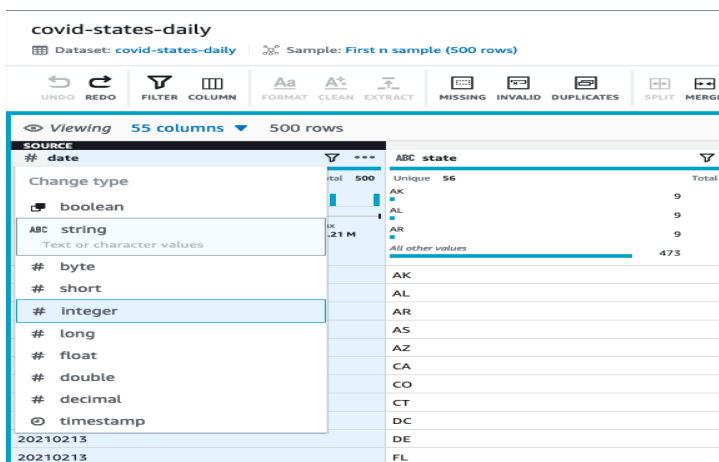 covid-states-daily
Dataset: covid-states-daily Sample: First n sample (500 rows)
UNDO REDO FILTER COLUMN FORMAT CLEAN EXTRACT MISSING INVALID DUPLICATES SPLIT MERGE
Viewing 55 columns 500 rows
SOURCE
# date
ABC state
Change type
boolean
ABC string
Text or character values
# byte
# short
# integer
# long
# float
# double
# decimal
timestamp
500
.21 M
Unique 56 Total
AK 9
AL 9
AR 9
All other values 473
AK
AL
AR
AS
AZ
CA
CO
CT
DC
20210213 DE
20210213 FL